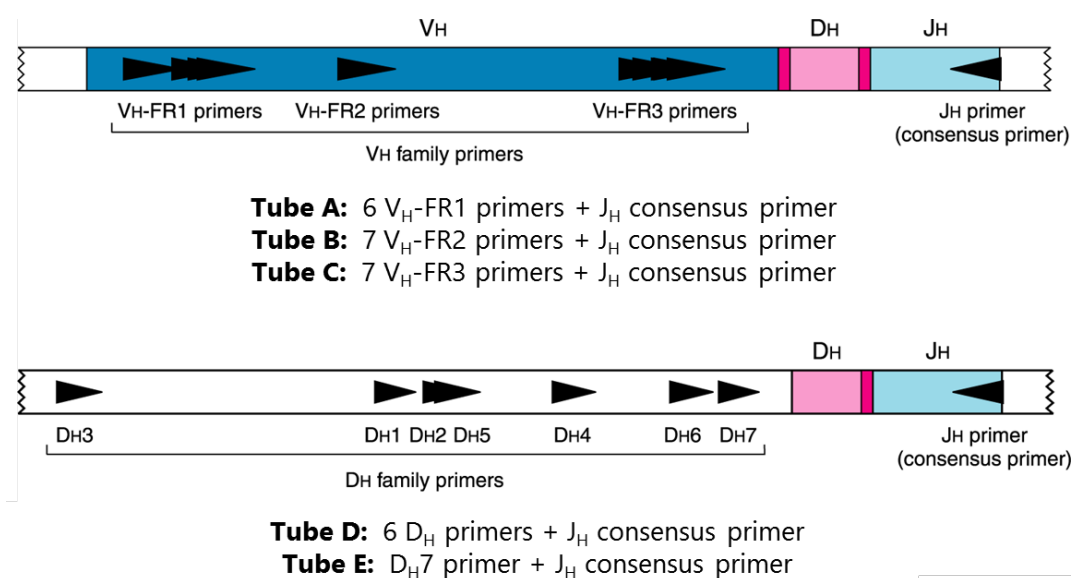 VH DH JH
VH-FR1 primers VH-FR2 primers VH-FR3 primers JH primer
(consensus primer)
VH family primers
Tube A: 6 VH-FR1 primers + JH consensus primer
Tube B: 7 VH-FR2 primers + JH consensus primer
Tube C: 7 VH-FR3 primers + JH consensus primer
DH JH
DH3 DH1 DH2 DH5 DH4 DH6 DH7 JH primer
(consensus primer)
DH family primers
Tube D: 6 DH primers + JH consensus primer
Tube E: DH7 primer + JH consensus primer